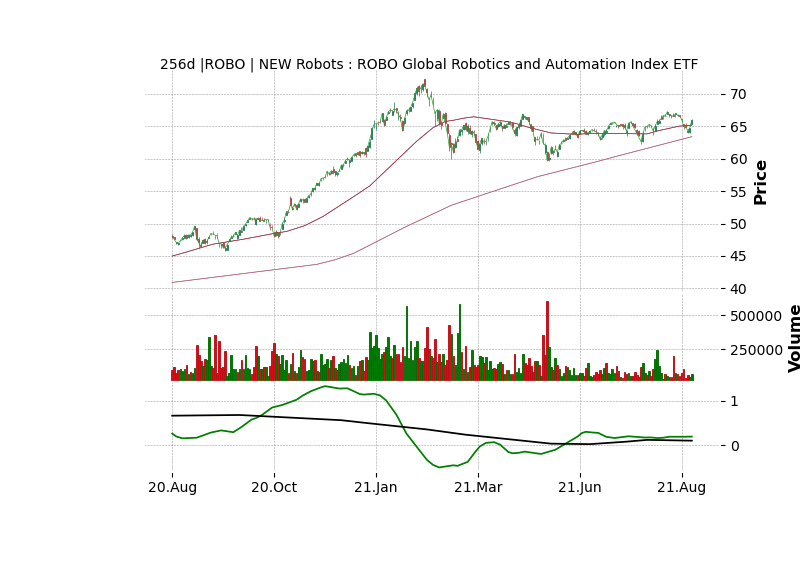 256d |ROBO | NEW Robots : ROBO Global Robotics and Automation Index ETF
70
65
60
55
50
45
40
Price
500000
250000
Volume
1
0
20.Aug 20.Oct 21.Jan 21.Mar 21.Jun 21.Aug